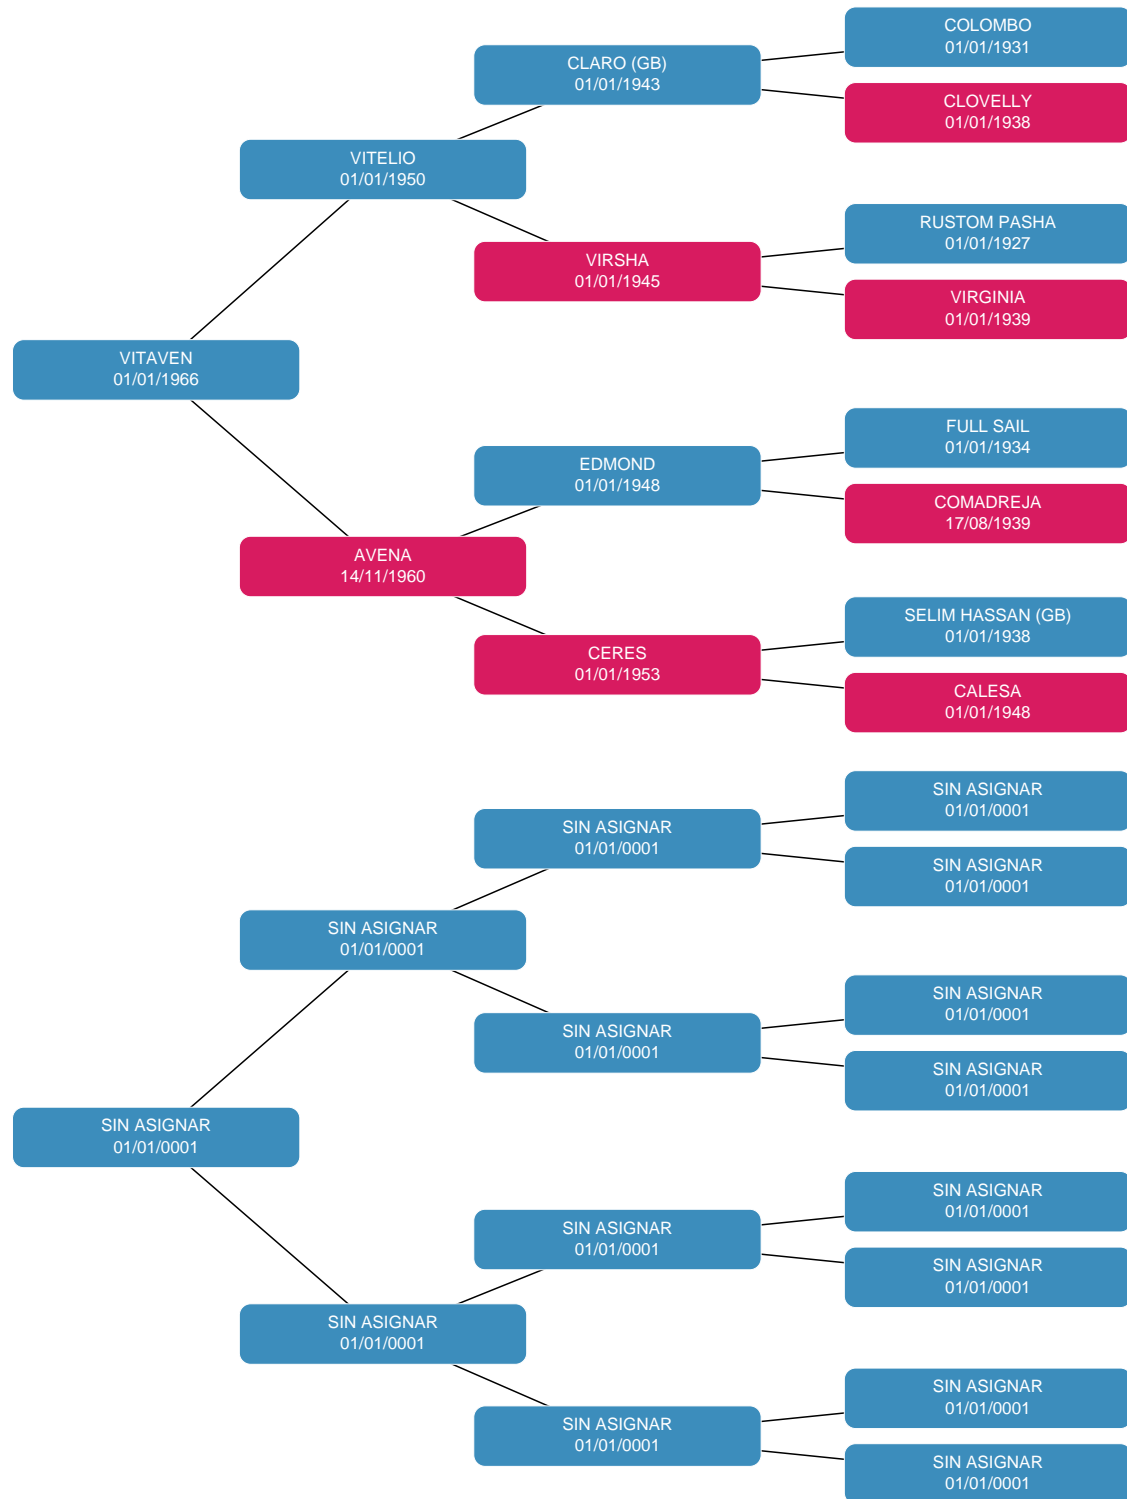 COLOMBO
01/01/1931
CLARO (GB)
01/01/1943
CLOVELLY
01/01/1938
VITELIO
01/01/1950
RUSTOM PASHA
01/01/1927
VIRSHA
01/01/1945
VIRGINIA
01/01/1939
VITAVEN
01/01/1966
FULL SAIL
01/01/1934
EDMOND
01/01/1948
COMADREJA
17/08/1939
AVENA
14/11/1960
SELIM HASSAN (GB)
01/01/1938
CERES
01/01/1953
CALESA
01/01/1948
SIN ASIGNAR
01/01/0001
SIN ASIGNAR
01/01/0001
SIN ASIGNAR
01/01/0001
SIN ASIGNAR
01/01/0001
SIN ASIGNAR
01/01/0001
SIN ASIGNAR
01/01/0001
SIN ASIGNAR
01/01/0001
SIN ASIGNAR
01/01/0001
SIN ASIGNAR
01/01/0001
SIN ASIGNAR
01/01/0001
SIN ASIGNAR
01/01/0001
SIN ASIGNAR
01/01/0001
SIN ASIGNAR
01/01/0001
SIN ASIGNAR
01/01/0001
SIN ASIGNAR
01/01/0001